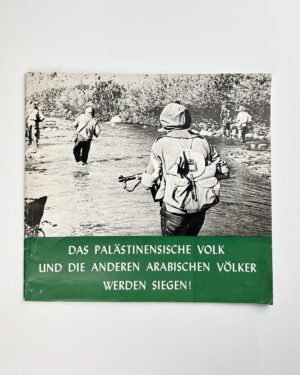 DAS PALÄSTINENSISCHE VOLK
UND DIE ANDEREN ARABISCHEN VÖLKER
WERDEN SIEGEN!